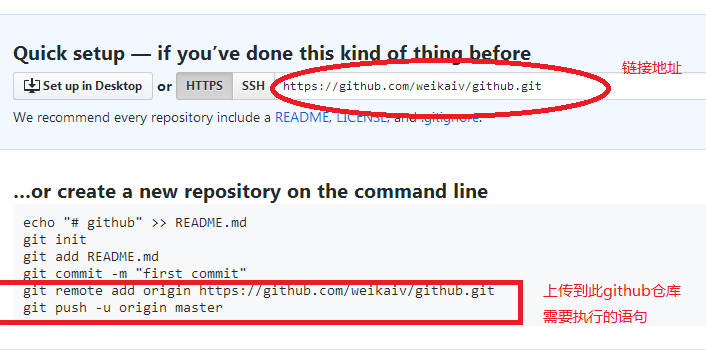 Quick setup — if you’ve done this kind of thing before
链接地址
Set up in Desktop or HTTPS SSH https://github.com/weikaiv/github.git
We recommend every repository include a README, LICENSE, and .gitignore.
…or create a new repository on the command line
echo "# github" >> README.md
git init
git add README.md
git commit -m "first commit"
git remote add origin https://github.com/weikaiv/github.git
git push -u origin master
上传到此github仓库
需要执行的语句